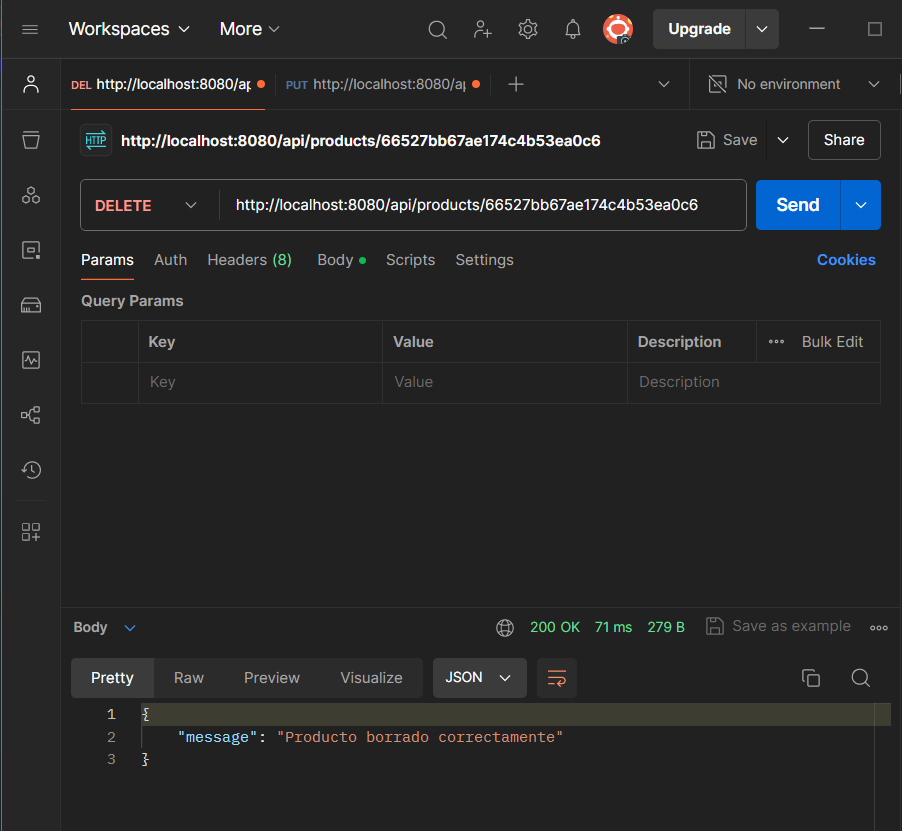 Workspaces More Upgrade
DEL http://localhost:8080/ap PUT http://localhost:8080/ap No environment
HTTP http://localhost:8080/api/products/66527bb67ae174c4b53ea0c6 Save Share
DELETE http://localhost:8080/api/products/66527bb67ae174c4b53ea0c6 Send
Params Auth Headers (8) Body Scripts Settings Cookies
Query Params
Key Value Description Bulk Edit
Key Value Description
Body 200 OK 71 ms 279 B Save as example
Pretty Raw Preview Visualize JSON
1 {
2 "message": "Producto borrado correctamente"
3 }